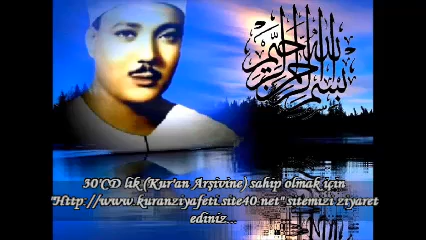 بسم الله الرحمن الرحيم
30'CD lik (Kur'an Arşivine) sahip olmak için
"Http://www.kuranziyafeti.site40.net" sitemizi ziyaret
ediniz...